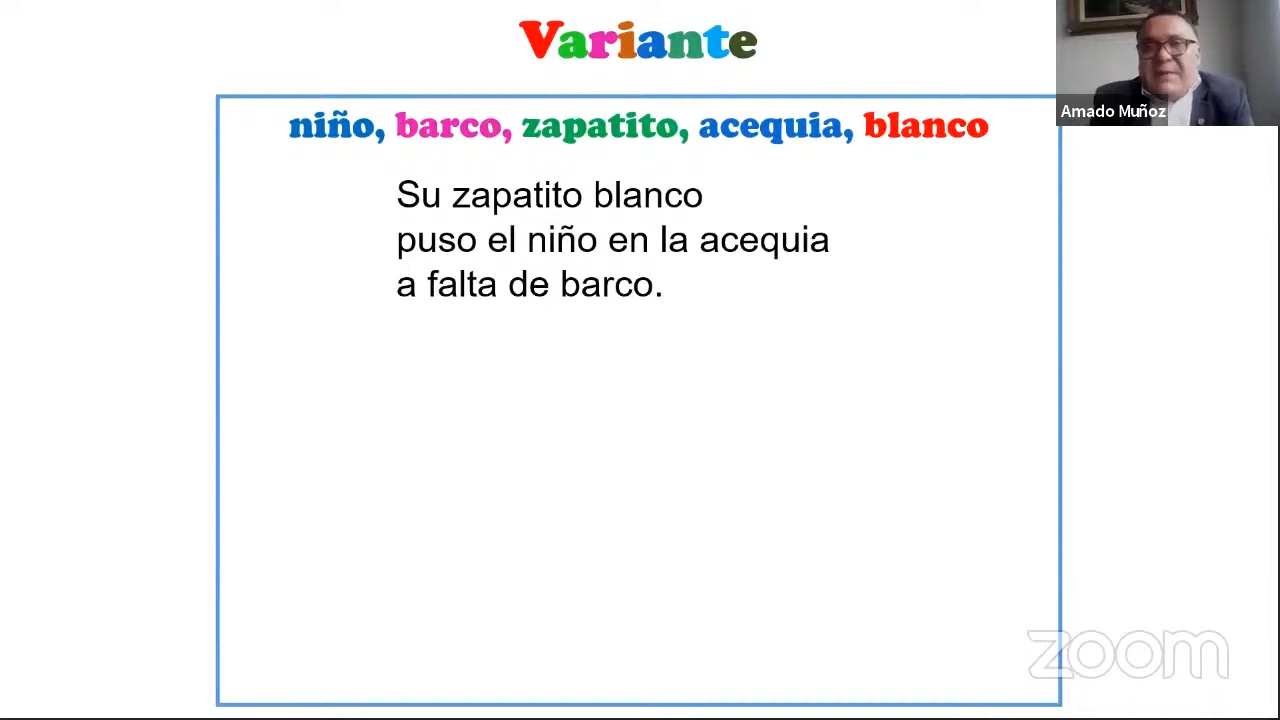 Variante
niño, barco, zapatito, acequia, blanco
Su zapatito blanco
puso el niño en la acequia
a falta de barco.
Amado Muñoz
zoom